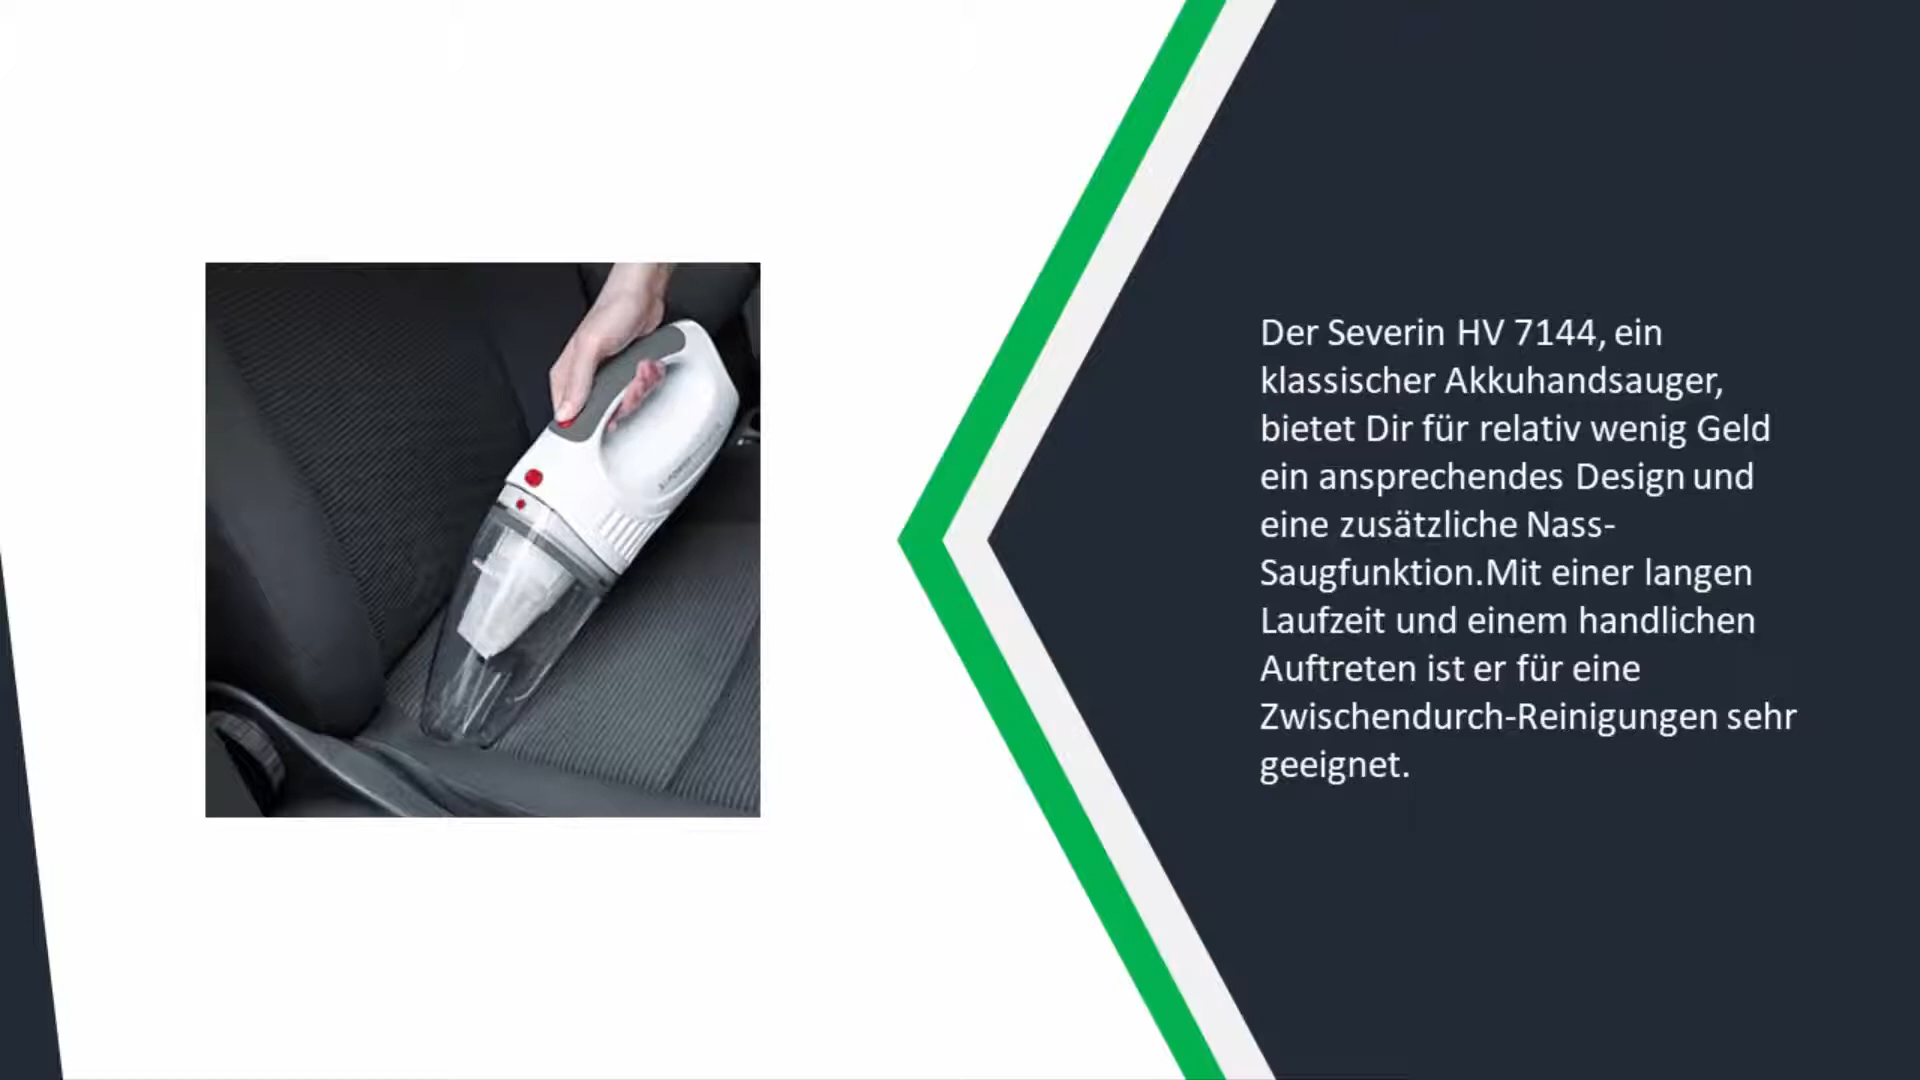 Der Severin HV 7144, ein
klassischer Akkuhandsauger,
bietet Dir für relativ wenig Geld
ein ansprechendes Design und
eine zusätzliche Nass-
Saugfunktion.Mit einer langen
Laufzeit und einem handlichen
Auftreten ist er für eine
Zwischendurch-Reinigungen sehr
geeignet.